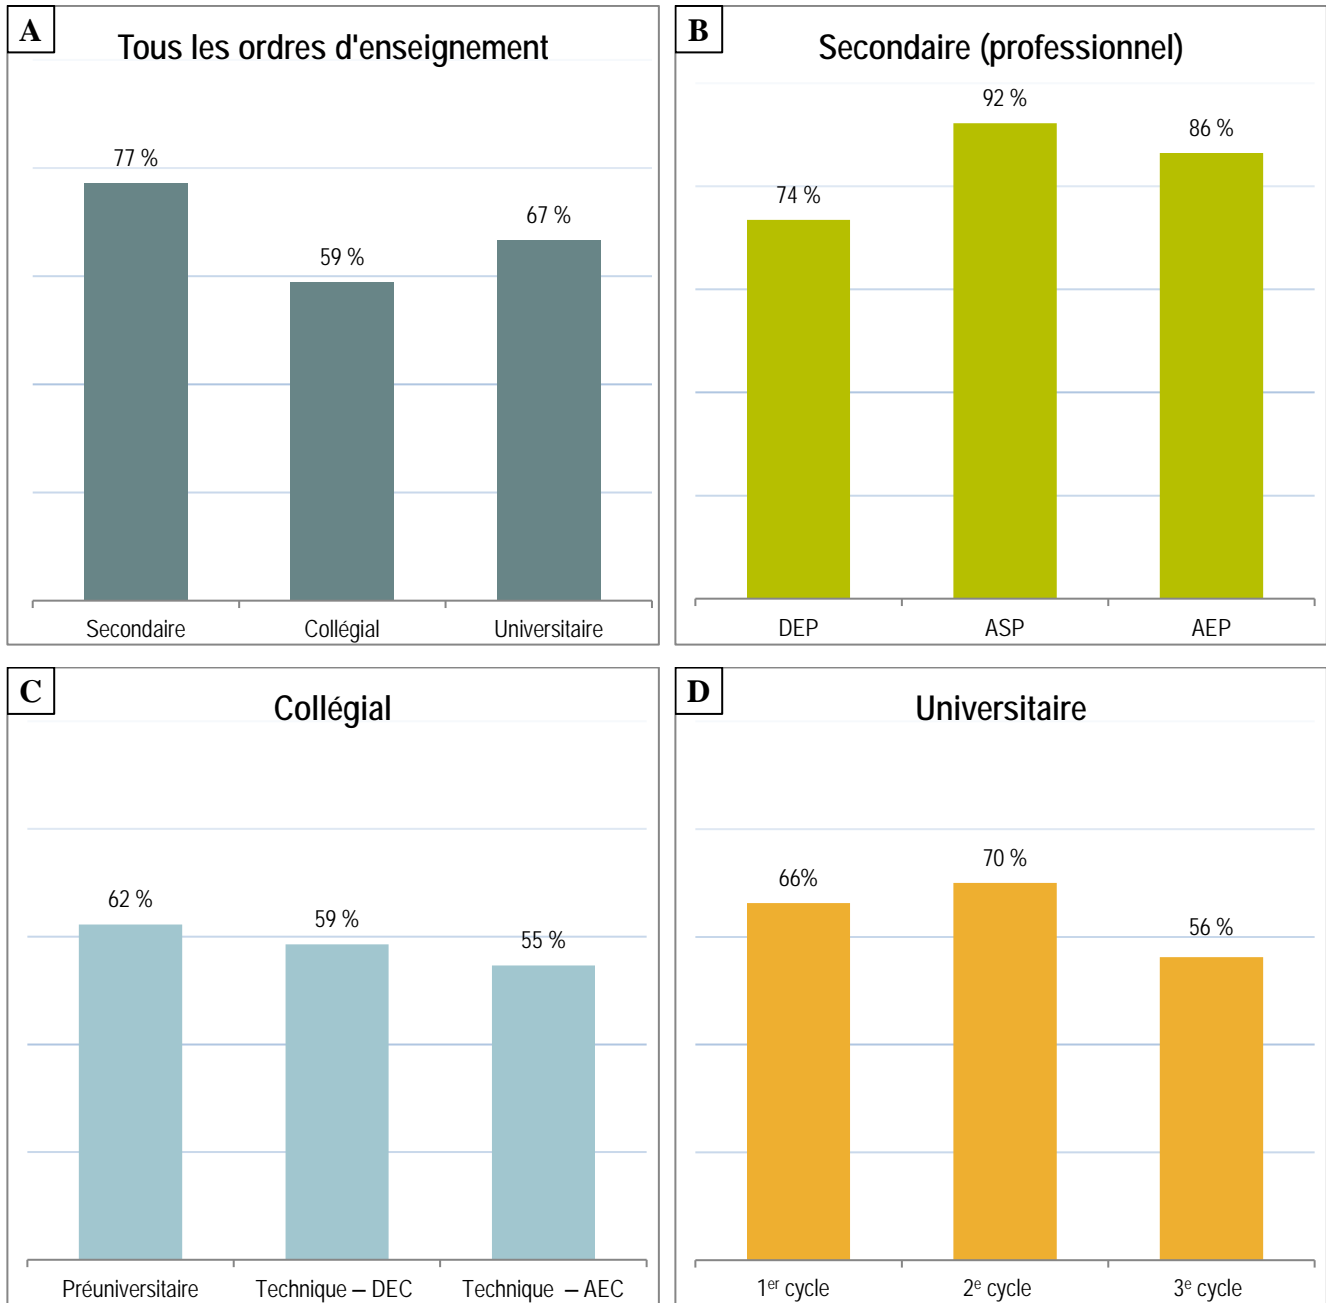 A
Tous les ordres d'enseignement
77 %
59 %
67 %
Secondaire Collégial Universitaire
B
Secondaire (professionnel)
74 %
92 %
86 %
DEP ASP AEP
C
Collégial
62 %
59 %
55 %
Préuniversitaire Technique – DEC Technique – AEC
D
Universitaire
66%
70 %
56 %
1er cycle 2e cycle 3e cycle